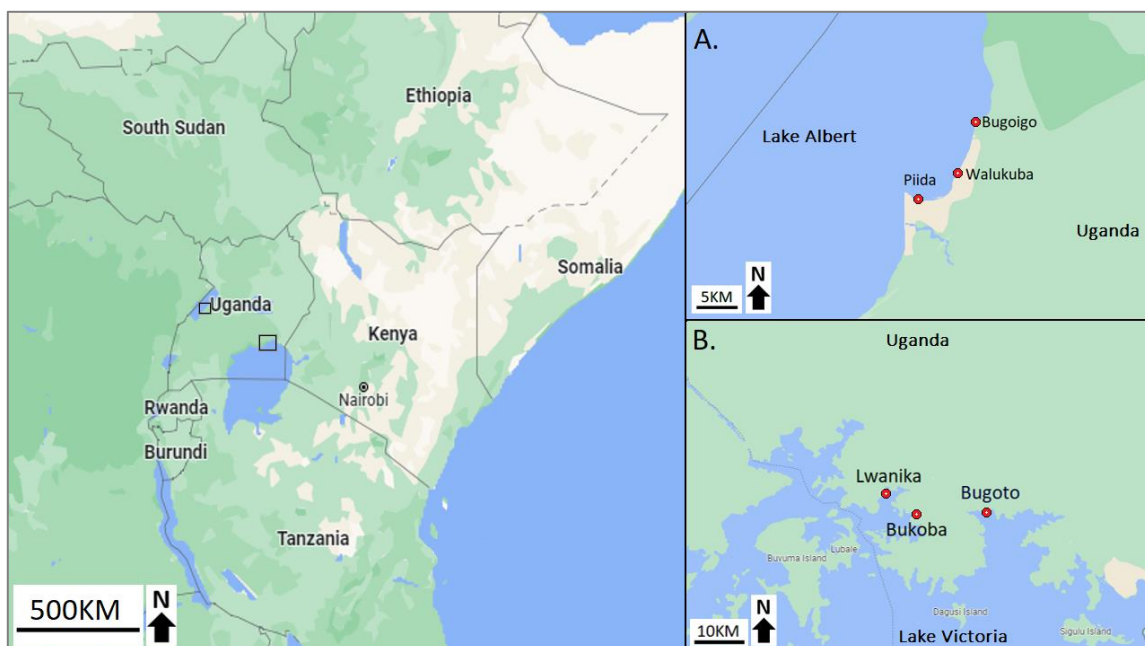 South Sudan
Ethiopia
Somalia
Uganda
Kenya
Nairobi
Rwanda
Burundi
Tanzania
500KM
N
A.
Lake Albert
Bugoigo
Walukuba
Piida
Uganda
5KM
N
B.
Uganda
Lwanika
Bugoto
Bukoba
Lubale
Buvuma Island
Dagusi Island
Sigulu Island
10KM
N
Lake Victoria